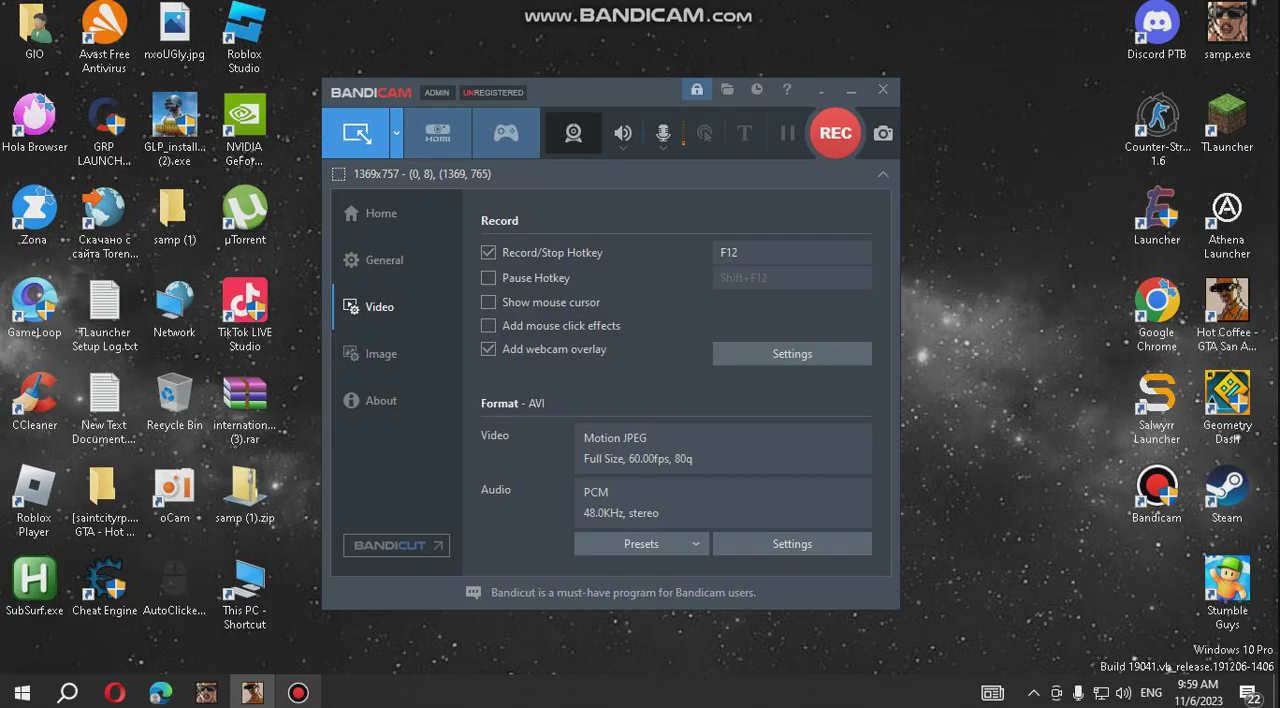 www.BANDICAM.com
GIO
Avast Free
Antivirus
nxoUGly.jpg
Roblox
Studio
Discord PTB
samp.exe
Hola Browser
GRP
LAUNCH...
GLP_install...
(2).exe
NVIDIA
GeFor...
Counter-Str...
1.6
TLauncher
Zona
Скачано с
сайта Toren...
samp (1)
µTorrent
Launcher
Athena
Launcher
GameLoop
TLauncher
Setup Log.txt
Network
TikTok LIVE
Studio
Google
Chrome
Hot Coffee -
GTA San A...
CCleaner
New Text
Document...
Recycle Bin
internation...
(3).rar
Salwyrr
Launcher
Geometry
Dash
Roblox
Player
[saintcityrp....
GTA - Hot ...
oCam
samp (1).zip
Bandicam
Steam
SubSurf.exe
Cheat Engine
AutoClicke...
This PC -
Shortcut
Stumble
Guys
BANDICAM
ADMIN
UNREGISTERED
HDMI
REC
1369x757 - (0, 8), (1369, 765)
Home
General
Video
Image
About
BANDICUT
Record
Record/Stop Hotkey
F12
Pause Hotkey
Shift+F12
Show mouse cursor
Add mouse click effects
Add webcam overlay
Settings
Format - AVI
Video
Motion JPEG
Full Size, 60.00fps, 80q
Audio
PCM
48.0KHz, stereo
Presets
Settings
Bandicut is a must-have program for Bandicam users.
Windows 10 Pro
Build 19041.vb_release.191206-1406
ENG
9:59 AM
11/6/2023
22